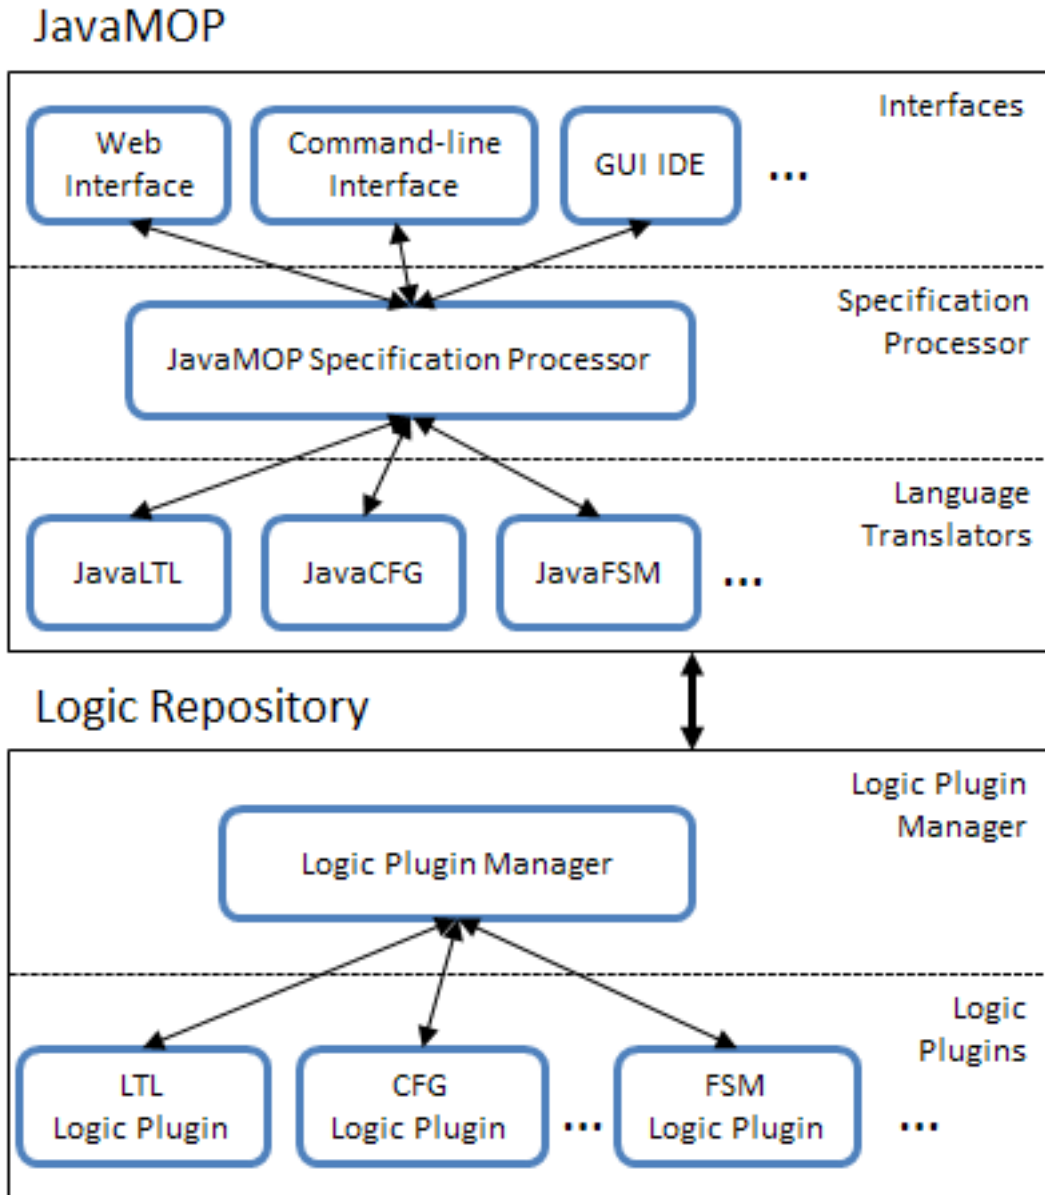 JavaMOP
Interfaces
Web
Interface
Command-line
Interface
GUI IDE
...
Specification
Processor
JavaMOP Specification Processor
Language
Translators
JavaLTL
JavaCFG
JavaFSM
...
Logic Repository
Logic Plugin
Manager
Logic Plugin Manager
Logic
Plugins
LTL
Logic Plugin
CFG
Logic Plugin
...
FSM
Logic Plugin
...